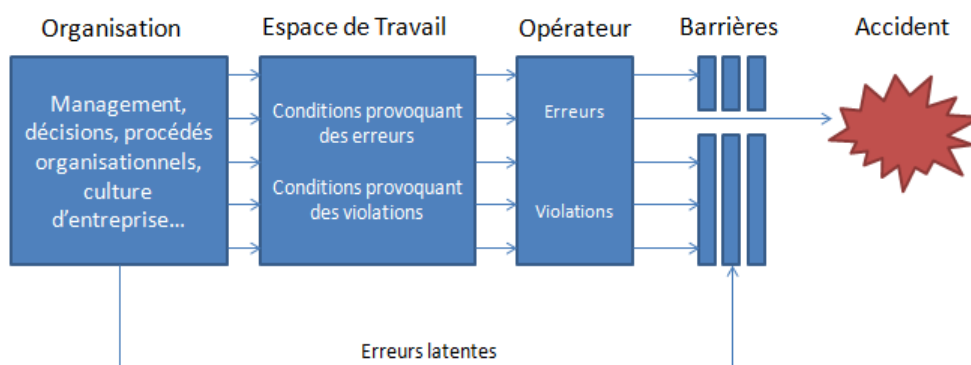 Organisation
Espace de Travail
Opérateur
Barrières
Accident
Management,
décisions, procédés
organisationnels,
culture
d'entreprise...
Conditions provoquant
des erreurs
Conditions provoquant
des violations
Erreurs
Violations
Erreurs latentes